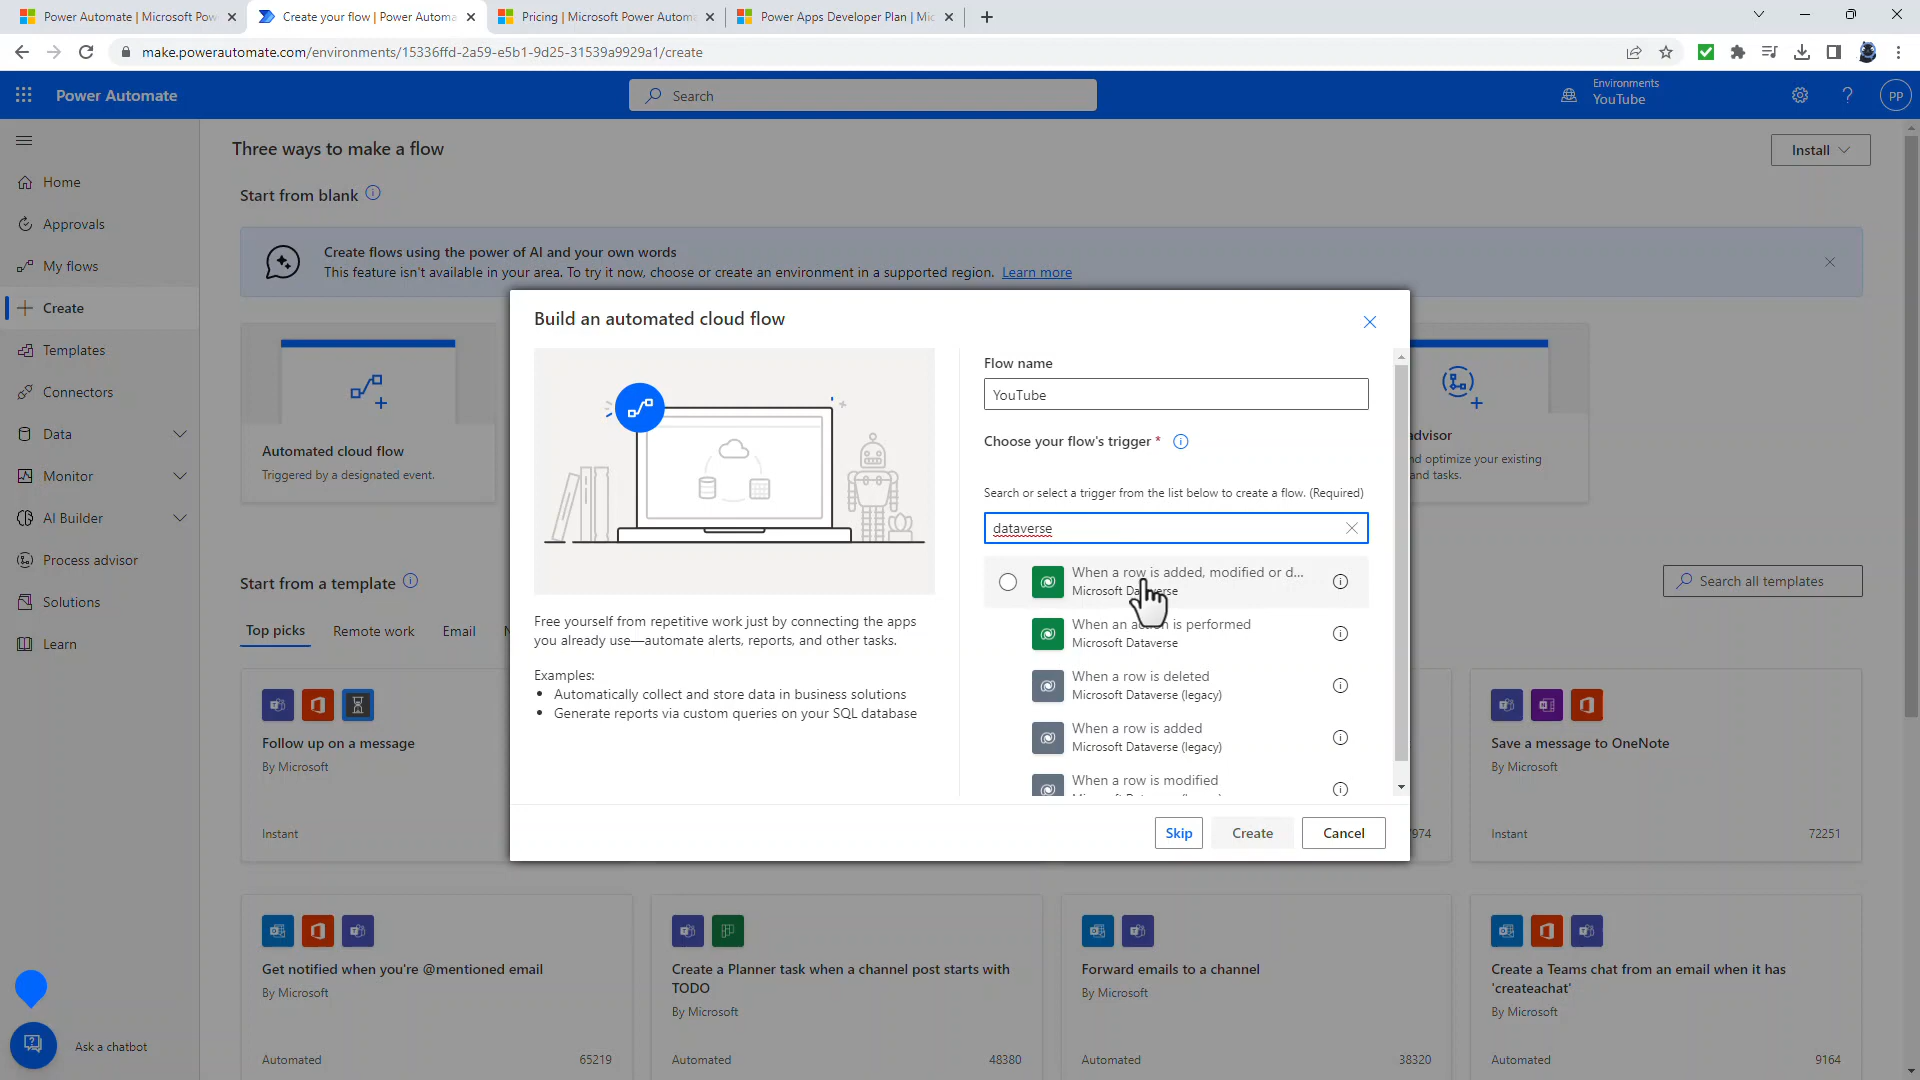 Power Automate | Microsoft Pow
Create your flow | Power Automa
Pricing | Microsoft Power Autom
Power Apps Developer Plan | Mic
make.powerautomate.com/environments/15336ffd-2a59-e5b1-9d25-31539a9929a1/create
Power Automate
Search
Environments
YouTube
PP
Three ways to make a flow
Install
Home
Start from blank
Approvals
Create flows using the power of AI and your own words
This feature isn't available in your area. To try it now, choose or create an environment in a supported region. Learn more
My flows
Create
Templates
Connectors
Data
Monitor
AI Builder
Process advisor
Solutions
Learn
Automated cloud flow
Triggered by a designated event.
Build an automated cloud flow
Flow name
YouTube
Choose your flow's trigger *
Search or select a trigger from the list below to create a flow. (Required)
dataverse
When a row is added, modified or d...
Microsoft Dataverse
When an action is performed
Microsoft Dataverse
When a row is deleted
Microsoft Dataverse (legacy)
When a row is added
Microsoft Dataverse (legacy)
When a row is modified
Free yourself from repetitive work just by connecting the apps
you already use—automate alerts, reports, and other tasks.
Examples:
• Automatically collect and store data in business solutions
• Generate reports via custom queries on your SQL database
Skip
Create
Cancel
advisor
nd optimize your existing
and tasks.
Start from a template
Search all templates
Top picks
Remote work
Email
N
Follow up on a message
By Microsoft
Instant
974
Save a message to OneNote
By Microsoft
Instant
72251
Get notified when you're @mentioned email
By Microsoft
Automated
65219
Create a Planner task when a channel post starts with
TODO
By Microsoft
Automated
48380
Forward emails to a channel
By Microsoft
Automated
38320
Create a Teams chat from an email when it has
'createachat'
By Microsoft
Automated
9164
Ask a chatbot